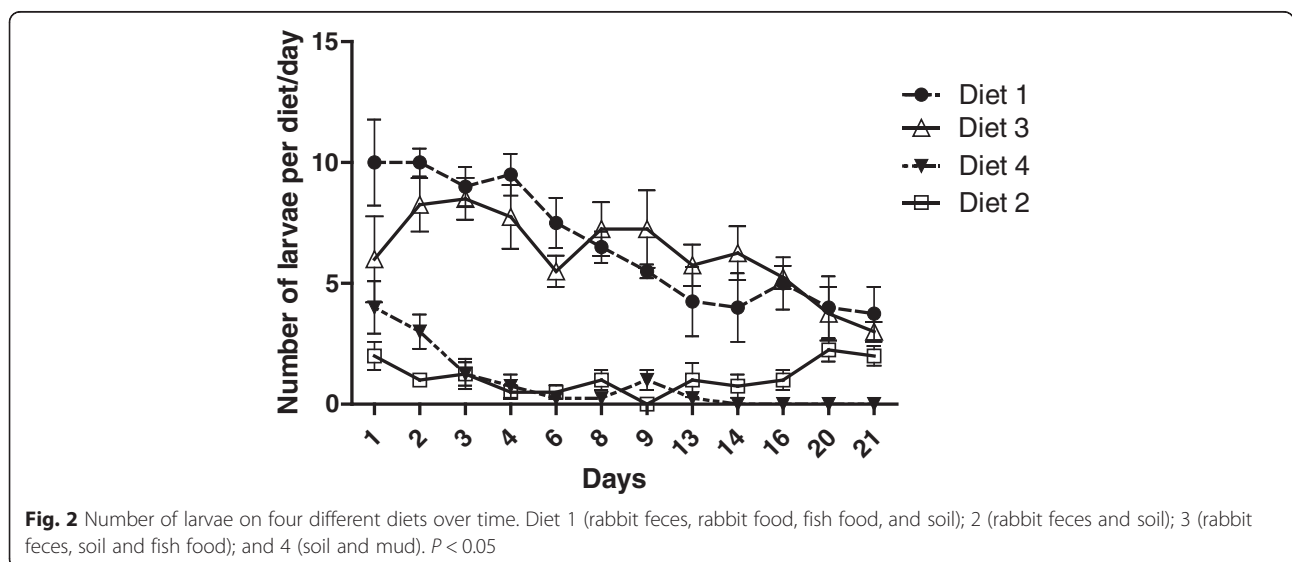 15
10
5
0
Number of larvae per diet/day
1 2 3 4 6 8 9 13 14 16 20 21
Days
Diet 1
Diet 3
Diet 4
Diet 2
Fig. 2 Number of larvae on four different diets over time. Diet 1 (rabbit feces, rabbit food, fish food, and soil); 2 (rabbit feces and soil); 3 (rabbit
feces, soil and fish food); and 4 (soil and mud). P < 0.05